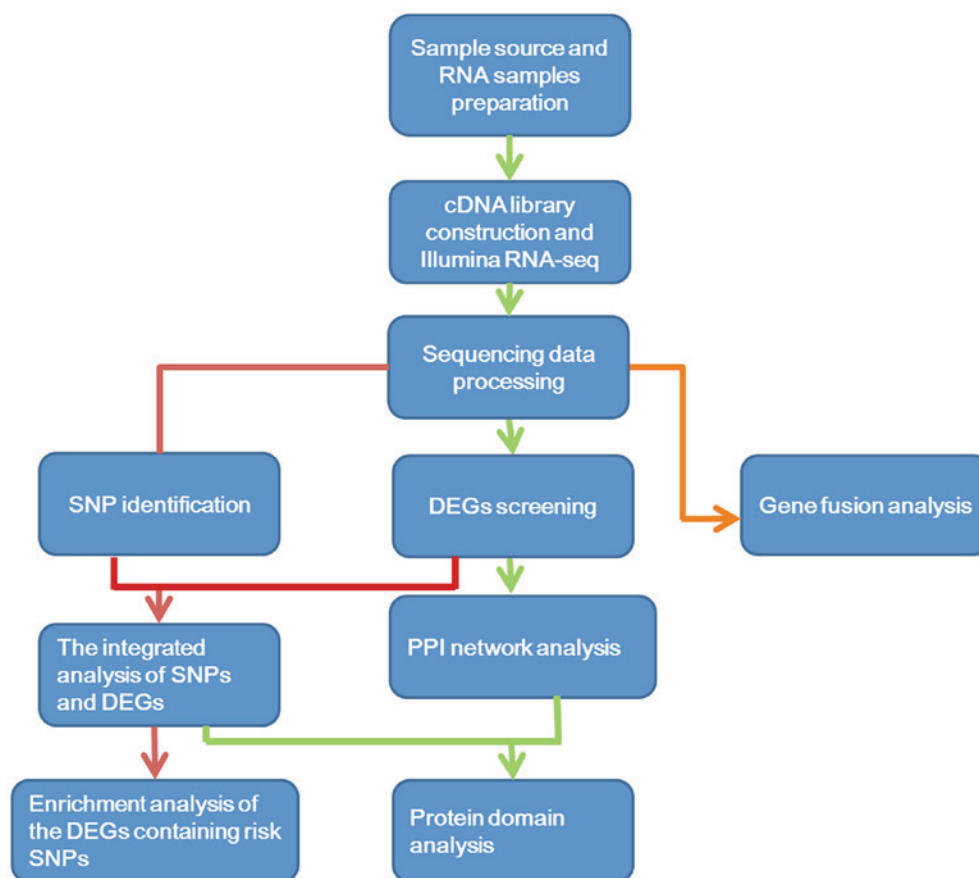 Sample source and
RNA samples
preparation
cDNA library
construction and
Illumina RNA-seq
Sequencing data
processing
SNP identification
DEGs screening
Gene fusion analysis
The integrated
analysis of SNPs
and DEGs
PPI network analysis
Enrichment analysis of
the DEGs containing risk
SNPs
Protein domain
analysis